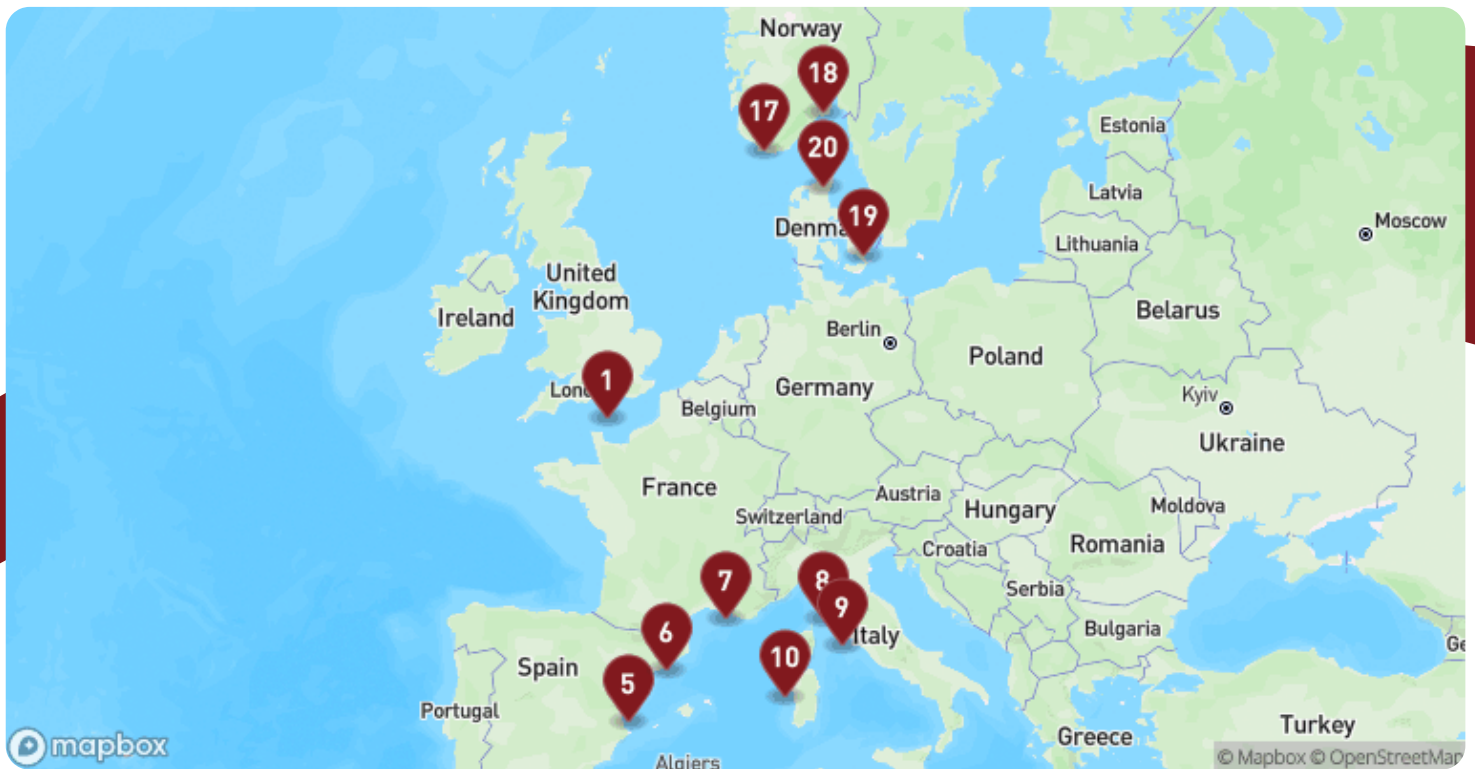 Norway
18
17
Estonia
20
Latvia
19
Moscow
Denma
Lithuania
United
Kingdom
Ireland
Belarus
Berlin
Poland
1
Germany
Lond
Kyiv
Belgium
Ukraine
France
Austria
Switzerland
Hungary
Moldova
Croatia
Romania
7
8
Serbia
9
6
Italy
Bulgaria
Ge
10
Spain
5
Portugal
Greece
Turkey
mapbox
Algiers
© Mapbox © OpenStreetMap